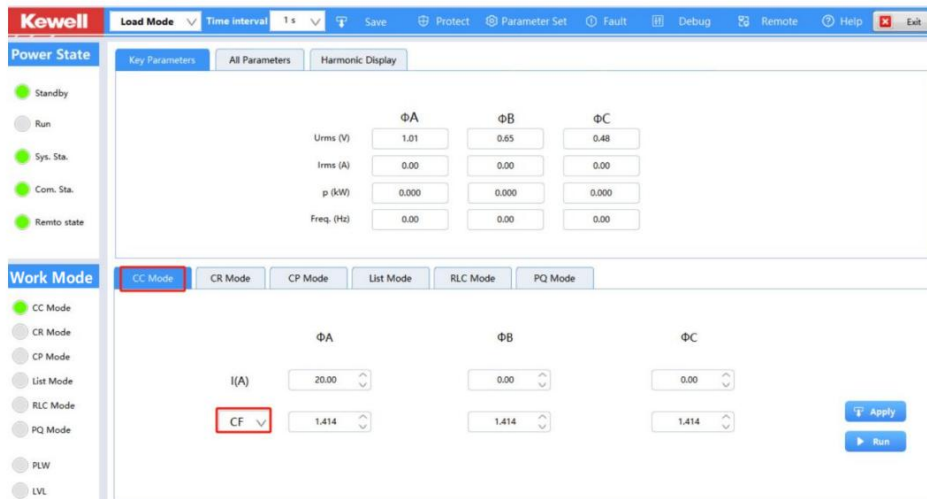 Kewell Load Mode Time interval 1 s Save Protect Parameter Set Fault Debug Remote Help Exit
Power State
Key Parameters All Parameters Harmonic Display
Standby
Run
Sys. Sta.
Com. Sta.
Remto state
ΦA ΦB ΦC
Urms (V) 1.01 0.65 0.48
Irms (A) 0.00 0.00 0.00
p (kW) 0.000 0.000 0.000
Freq. (Hz) 0.00 0.00 0.00
Work Mode
CC Mode CR Mode CP Mode List Mode RLC Mode PQ Mode
CC Mode
CR Mode
CP Mode
List Mode
RLC Mode
PQ Mode
PLW
LVL
ΦA ΦB ΦC
I(A) 20.00 0.00 0.00
CF 1.414 1.414 1.414
Apply
Run